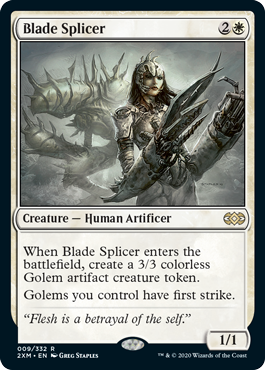 Blade Splicer 2
Creature — Human Artificer
When Blade Splicer enters the
battlefield, create a 3/3 colorless
Golem artifact creature token.
Golems you control have first strike.
“Flesh is a betrayal of the self.”
1/1
009/332 R
2XM • EN Greg Staples
™ & © 2020 Wizards of the Coast